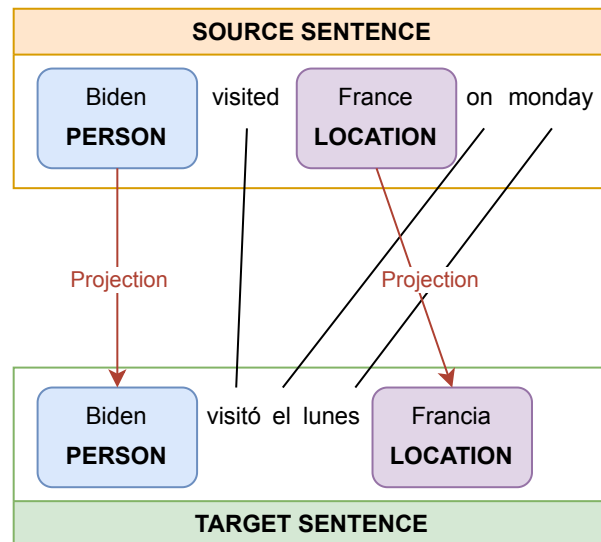 SOURCE SENTENCE
Biden visited France on monday
PERSON LOCATION
Projection Projection
Biden visitó el lunes Francia
PERSON LOCATION
TARGET SENTENCE